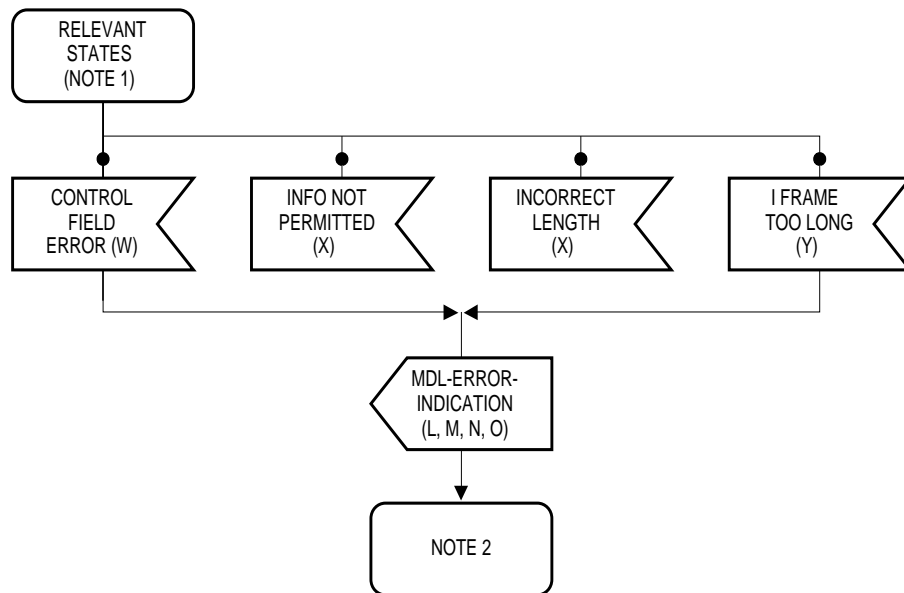 RELEVANT
STATES
(NOTE 1)
CONTROL
FIELD
ERROR (W)
INFO NOT
PERMITTED
(X)
INCORRECT
LENGTH
(X)
I FRAME
TOO LONG
(Y)
MDL-ERROR-
INDICATION
(L, M, N, O)
NOTE 2